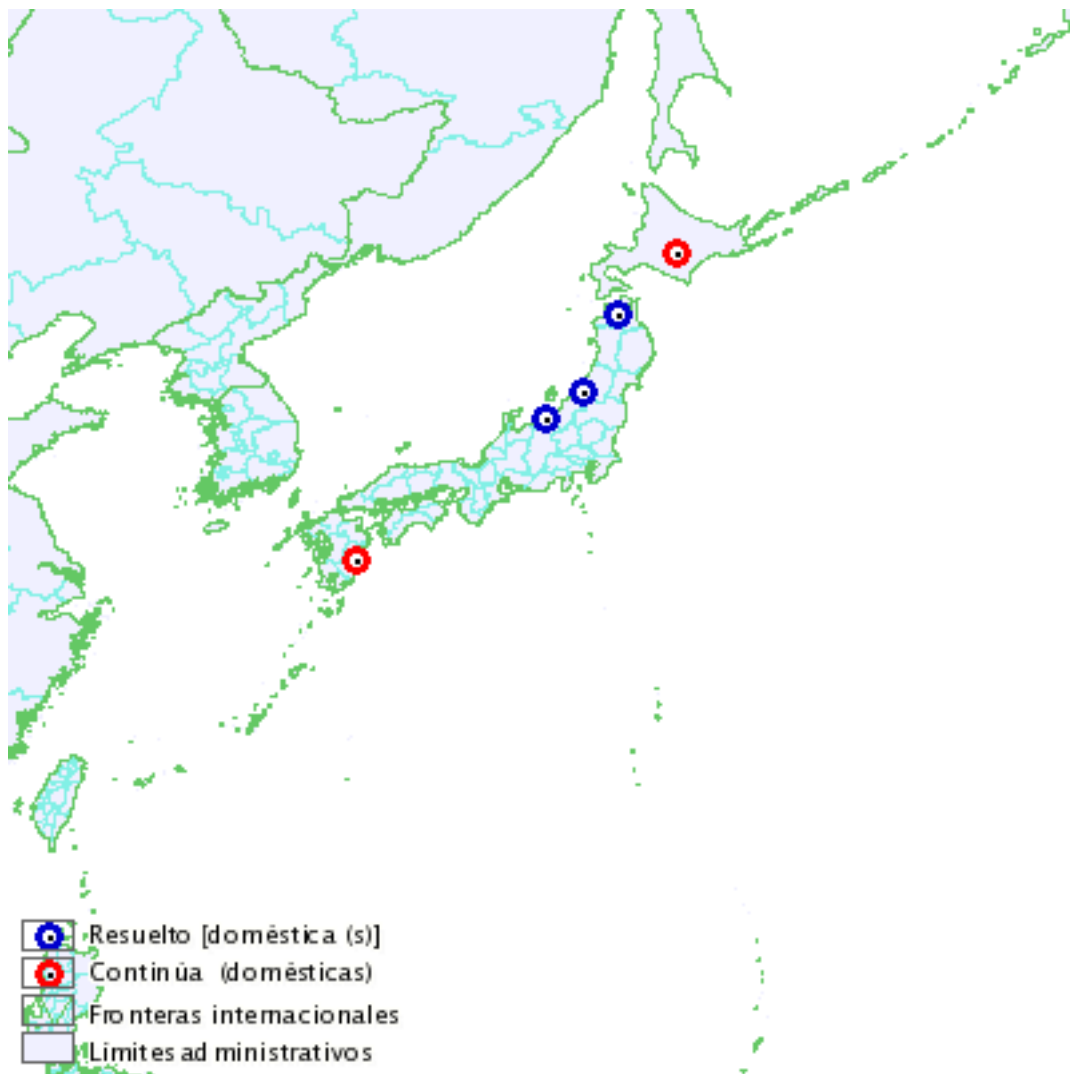 Resuelto [doméstica (s)]
Continúa (domésticas)
Fronteras internacionales
Límites administrativos